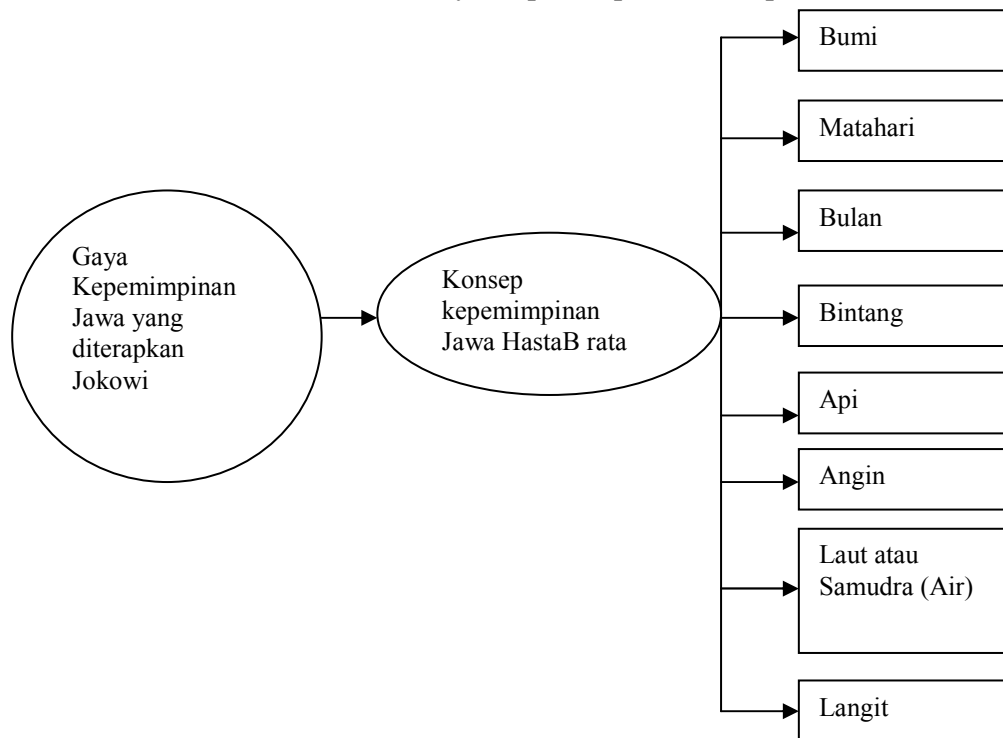 Gaya
Kepemimpinan
Jawa yang
diterapkan
Jokowi
Konsep
kepemimpinan
Jawa HastaB rata
Bumi
Matahari
Bulan
Bintang
Api
Angin
Laut atau
Samudra (Air)
Langit